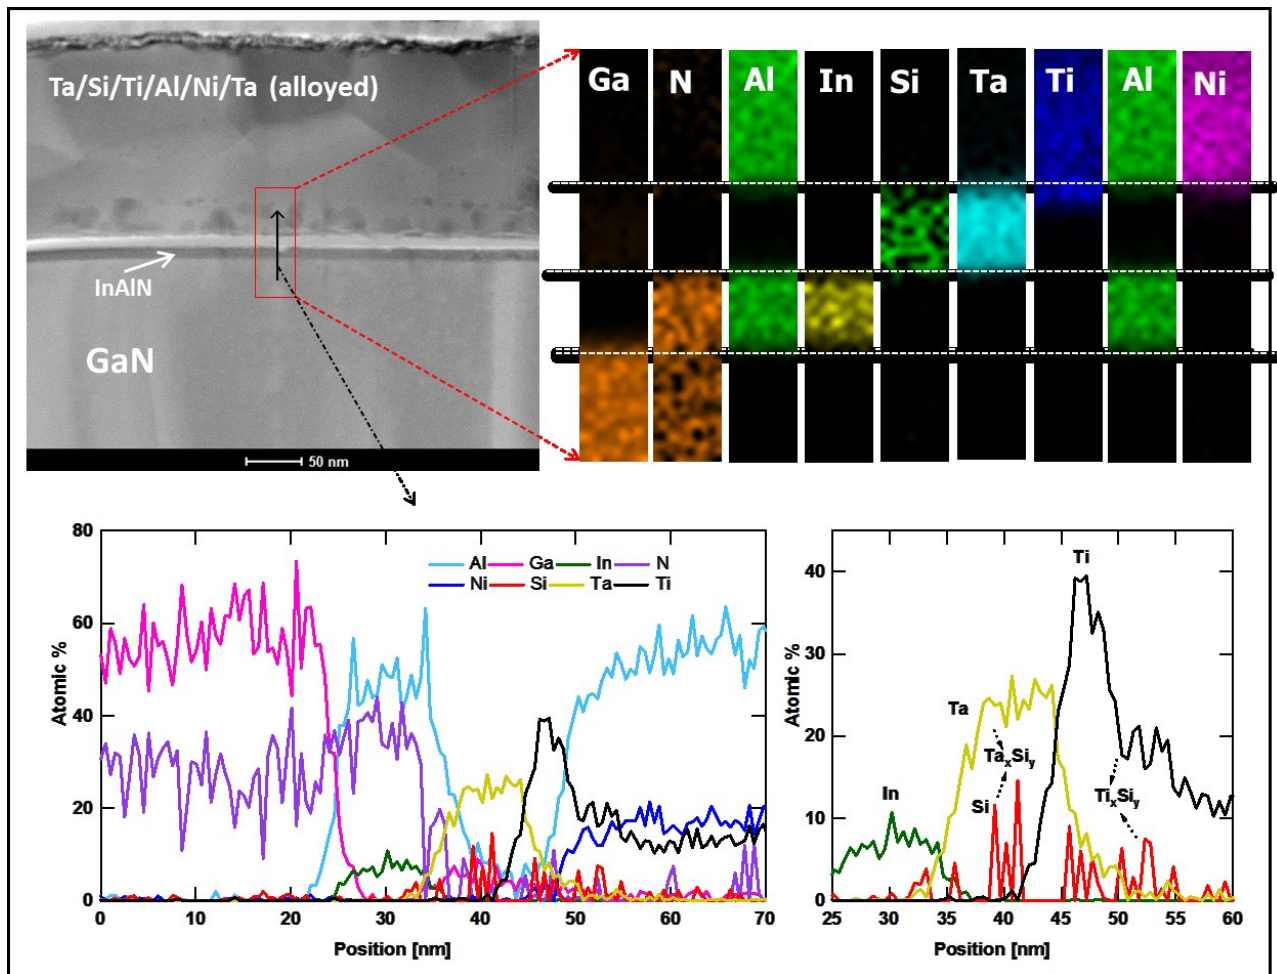 Ta/Si/Ti/Al/Ni/Ta (alloyed)
InAlN
GaN
50 nm
Ga N Al In Si Ta Ti Al Ni
Atomic %
80
60
40
20
0
Al Ga In N
Ni Si Ta Ti
0 10 20 30 40 50 60 70
Position [nm]
Atomic %
40
30
20
10
0
Ti
Ta
TaxSiy
In
Si
TixSiy
25 30 35 40 45 50 55 60
Position [nm]